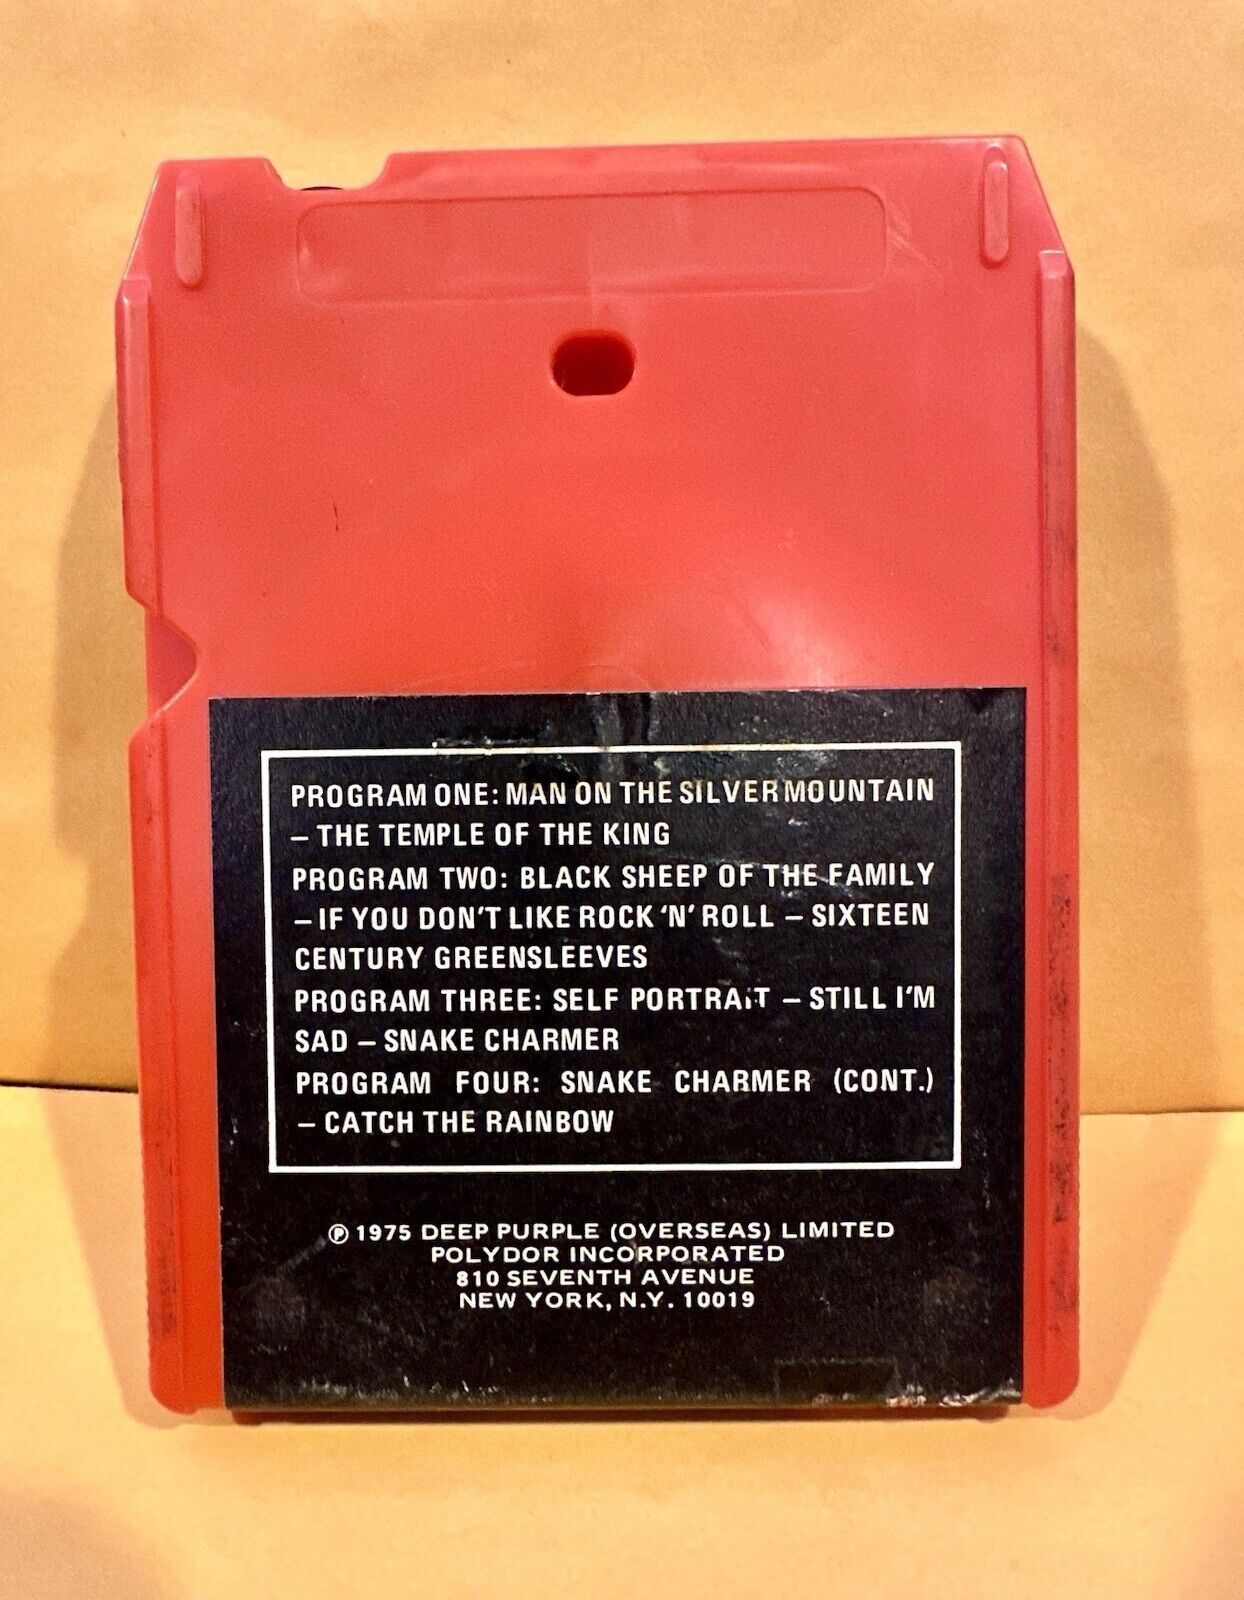 PROGRAM ONE: MAN ON THE SILVER MOUNTAIN
– THE TEMPLE OF THE KING
PROGRAM TWO: BLACK SHEEP OF THE FAMILY
– IF YOU DON'T LIKE ROCK 'N' ROLL – SIXTEEN
CENTURY GREENSLEEVES
PROGRAM THREE: SELF PORTRAIT – STILL I'M
SAD – SNAKE CHARMER
PROGRAM FOUR: SNAKE CHARMER (CONT.)
– CATCH THE RAINBOW
℗ 1975 DEEP PURPLE (OVERSEAS) LIMITED
POLYDOR INCORPORATED
810 SEVENTH AVENUE
NEW YORK, N.Y. 10019